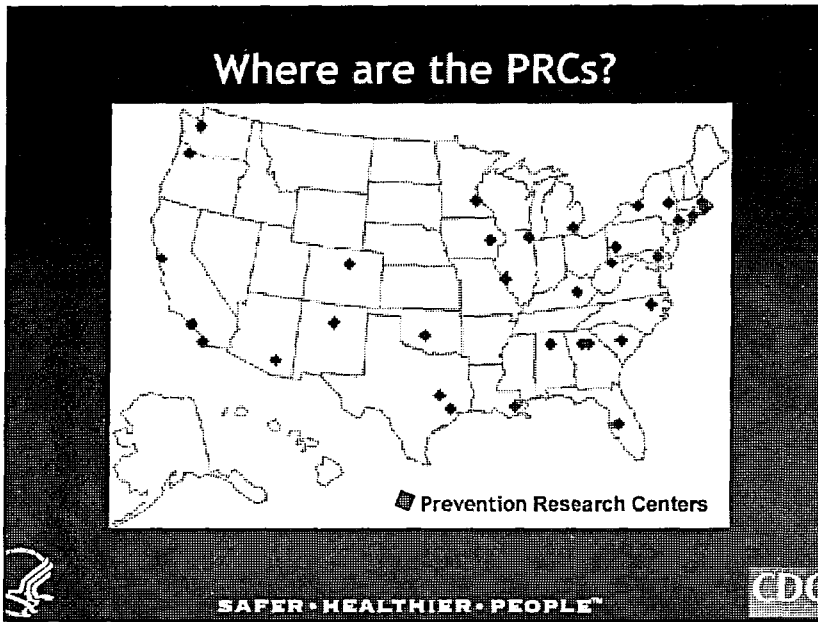 Where are the PRCs?
Prevention Research Centers
SAFER • HEALTHIER • PEOPLE™
CDC